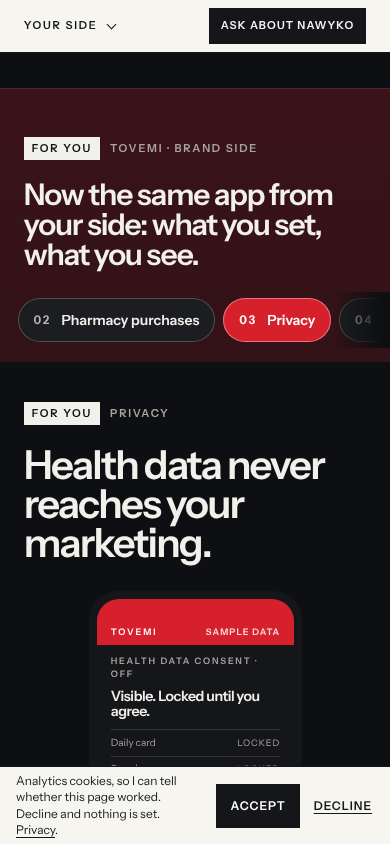 YOUR SIDE
ASK ABOUT NAWYKO
FOR YOU
TOVEMI · BRAND SIDE
Now the same app from
your side: what you set,
what you see.
02 Pharmacy purchases
03 Privacy
04
FOR YOU
PRIVACY
Health data never
reaches your
marketing.
TOVEMI
SAMPLE DATA
HEALTH DATA CONSENT ·
OFF
Visible. Locked until you
agree.
Daily card
LOCKED
Analytics cookies, so I can tell
whether this page worked.
Decline and nothing is set.
Privacy.
ACCEPT
DECLINE